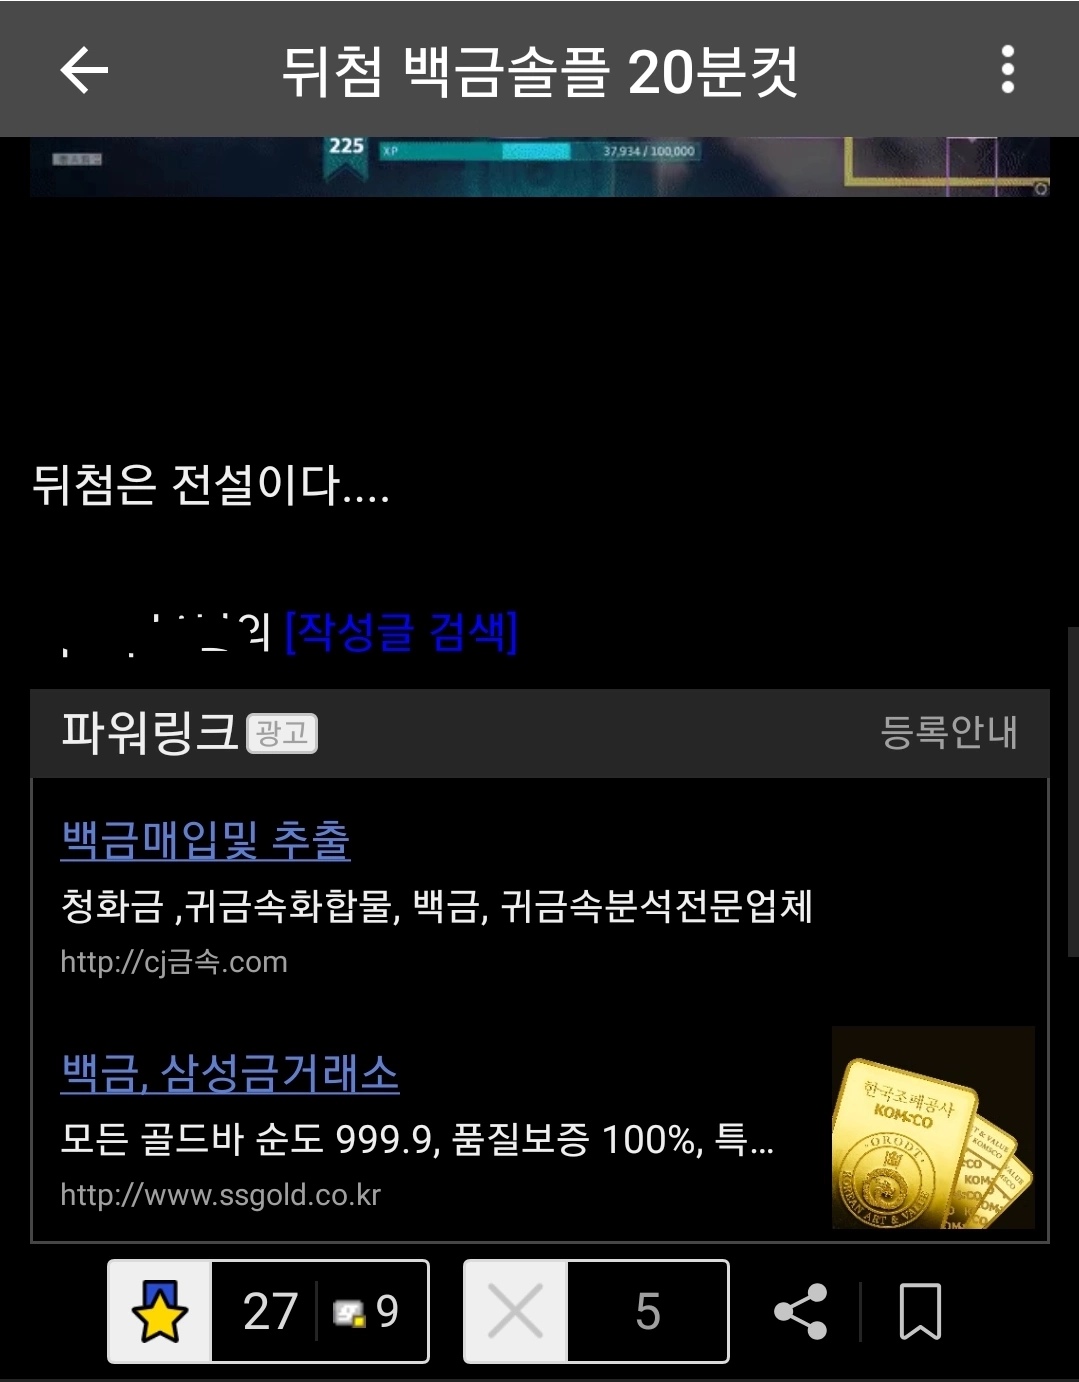 뒤첨 백금솔플 20분컷
225 XP 37,934 / 100,000
뒤첨은 전설이다....
의 [작성글 검색]
파워링크 광고 등록안내
백금매입및 추출
청화금 ,귀금속화합물, 백금, 귀금속분석전문업체
http://cj금속.com
백금, 삼성금거래소
모든 골드바 순도 999.9, 품질보증 100%, 특...
http://www.ssgold.co.kr
한국조폐공사
KOMSCO
ORODT
KOREAN ART & VALUE
27 9 5